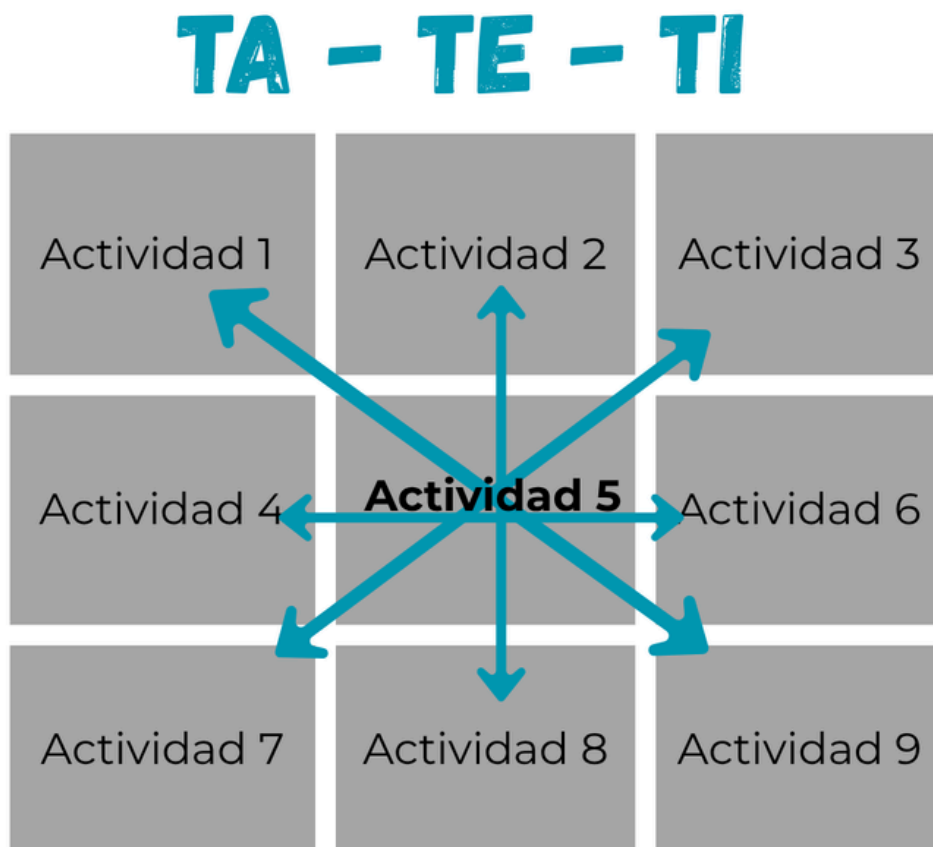 TA – TE – TI
Actividad 1
Actividad 2
Actividad 3
Actividad 4
Actividad 5
Actividad 6
Actividad 7
Actividad 8
Actividad 9